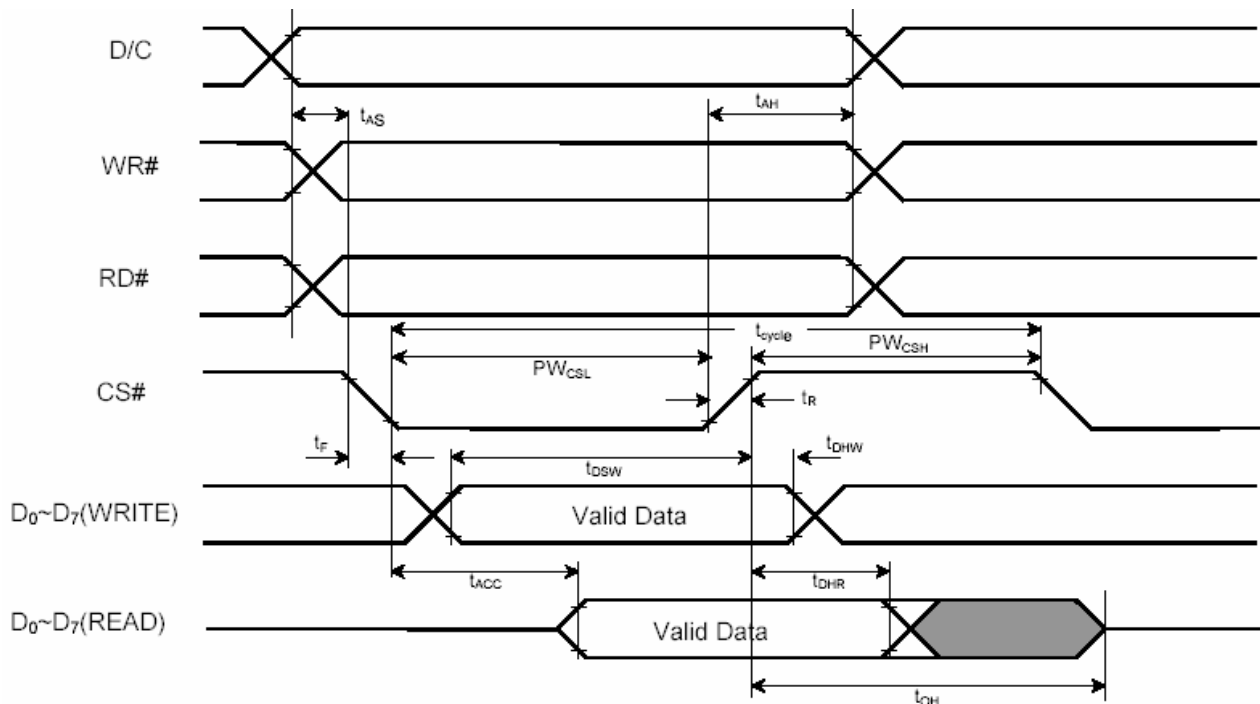 D/C
tAS
tAH
WR#
RD#
tcycle
PWCSL
PWCSH
CS#
tR
tF
tDSW
tDHW
D0~D7(WRITE)
Valid Data
tACC
tDHR
D0~D7(READ)
Valid Data
tOH